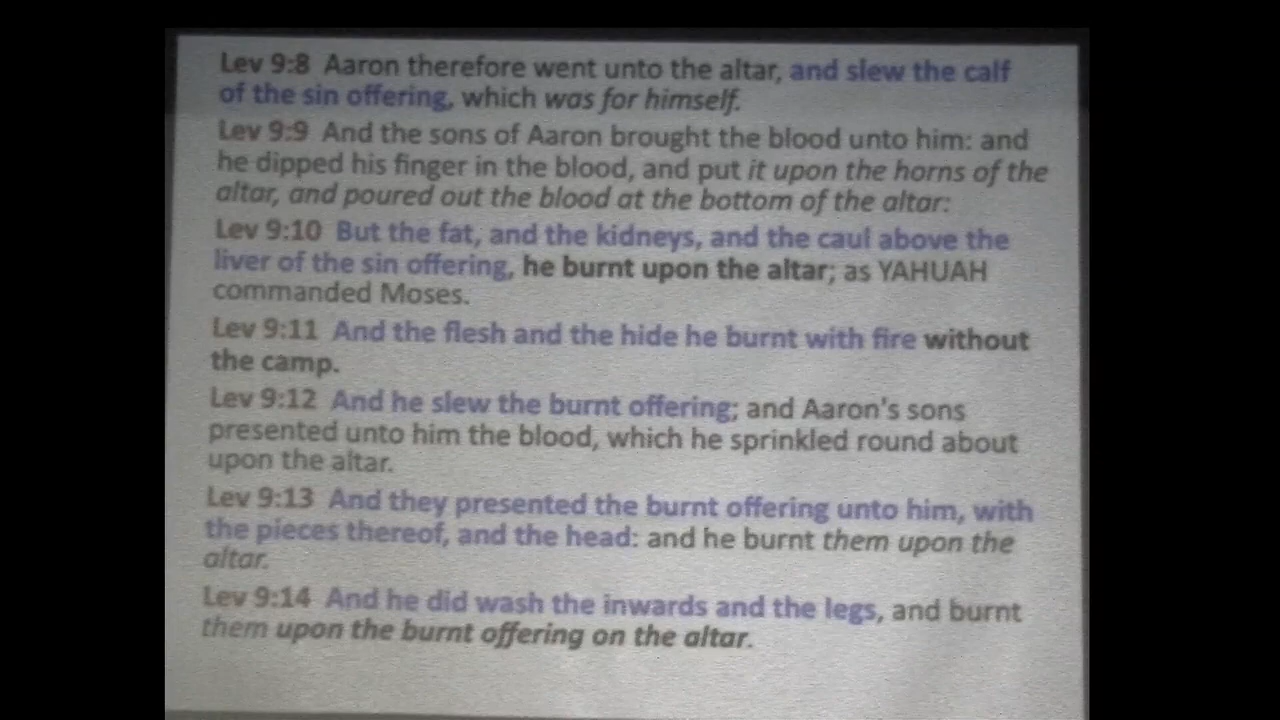 Lev 9:8 Aaron therefore went unto the altar, and slew the calf
of the sin offering, which was for himself.
Lev 9:9 And the sons of Aaron brought the blood unto him: and
he dipped his finger in the blood, and put it upon the horns of the
altar, and poured out the blood at the bottom of the altar:
Lev 9:10 But the fat, and the kidneys, and the caul above the
liver of the sin offering, he burnt upon the altar; as YAHUAH
commanded Moses.
Lev 9:11 And the flesh and the hide he burnt with fire without
the camp.
Lev 9:12 And he slew the burnt offering; and Aaron's sons
presented unto him the blood, which he sprinkled round about
upon the altar.
Lev 9:13 And they presented the burnt offering unto him, with
the pieces thereof, and the head: and he burnt them upon the
altar.
Lev 9:14 And he did wash the inwards and the legs, and burnt
them upon the burnt offering on the altar.